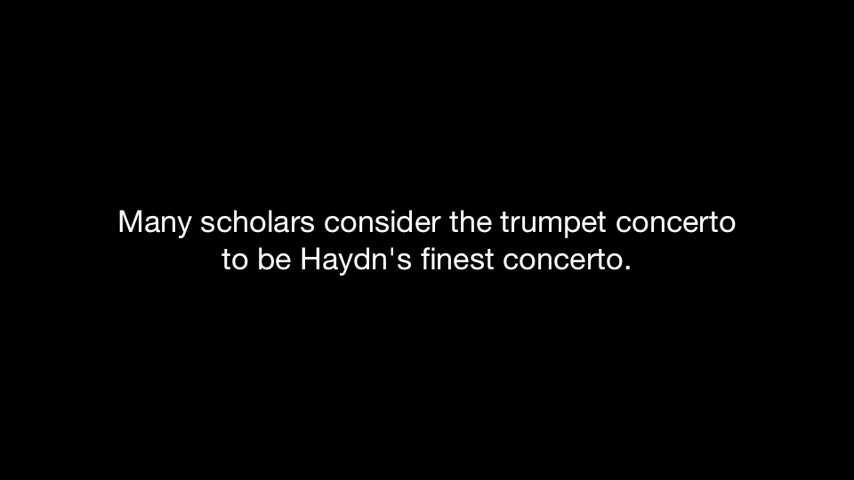 Many scholars consider the trumpet concerto
to be Haydn's finest concerto.